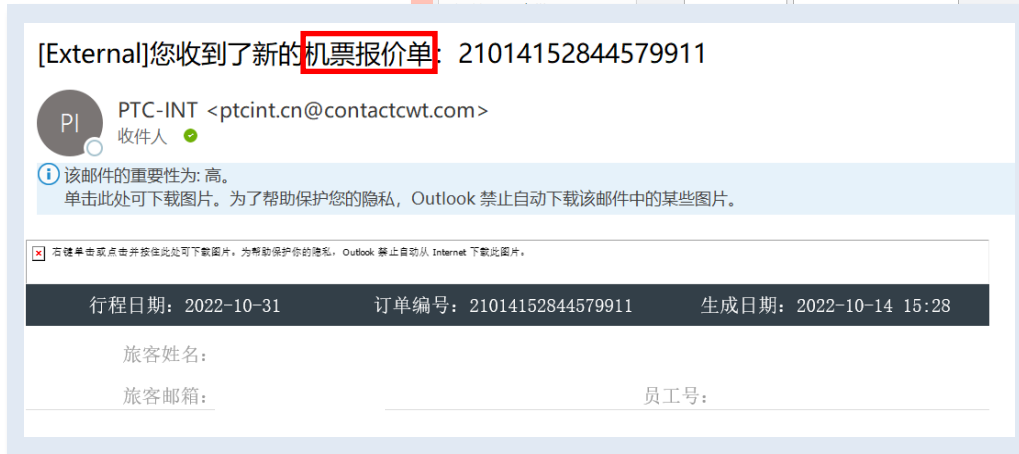 [External]您收到了新的机票报价单：21014152844579911
PI
PTC-INT <ptcint.cn@contactcwt.com>
收件人
该邮件的重要性为: 高。
单击此处可下载图片。为了帮助保护您的隐私，Outlook 禁止自动下载该邮件中的某些图片。
右键单击或点击并按住此处可下载图片。为帮助保护你的隐私，Outlook 禁止自动从 Internet 下载此图片。
行程日期：2022-10-31 订单编号：21014152844579911 生成日期：2022-10-14 15:28
旅客姓名：
旅客邮箱： 员工号：